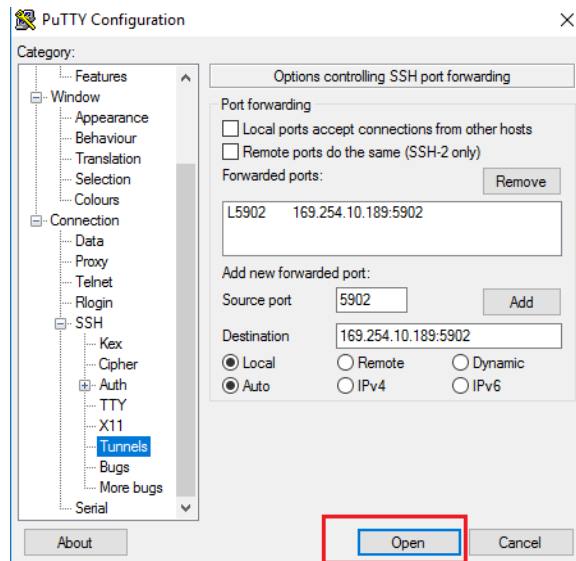 PuTTY Configuration
Category:
Features
Window
Appearance
Behaviour
Translation
Selection
Colours
Connection
Data
Proxy
Telnet
Rlogin
SSH
Kex
Cipher
Auth
TTY
X11
Tunnels
Bugs
More bugs
Serial
Options controlling SSH port forwarding
Port forwarding
Local ports accept connections from other hosts
Remote ports do the same (SSH-2 only)
Forwarded ports:
Remove
L5902 169.254.10.189:5902
Add new forwarded port:
Source port 5902 Add
Destination 169.254.10.189:5902
Local Remote Dynamic
Auto IPv4 IPv6
About Open Cancel